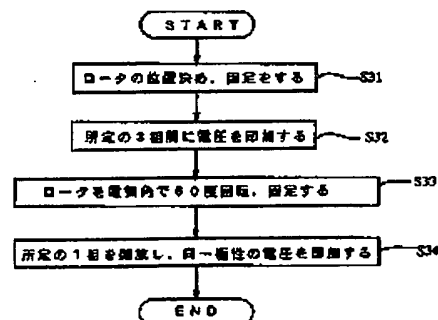 START
ロータの位置決め,固定をする
S31
所定の3相間に電圧を印加する
S32
ロータを電気角で60度回転,固定する
S33
所定の1相を開放し,同一極性の電圧を印加する
S34
END